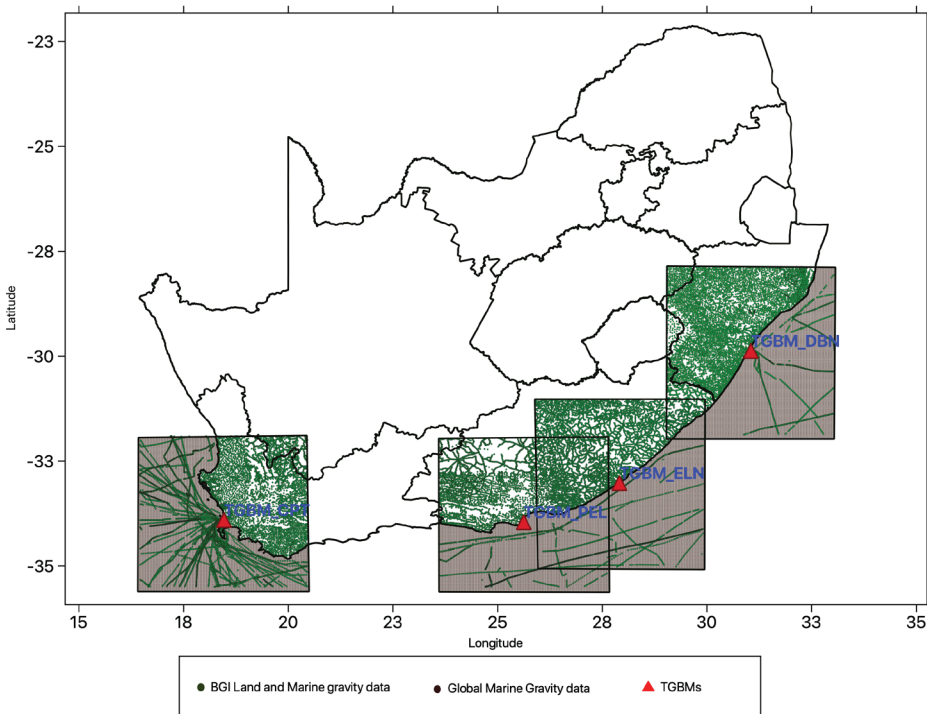 -23
-25
-28
-30
-33
-35
Latitude
TGBM_DBN
TGBM_ELN
TGBM_PEL
TGBM_CPT
15
18
20
23
25
28
30
33
35
Longitude
BGI Land and Marine gravity data
Global Marine Gravity data
TGBMs